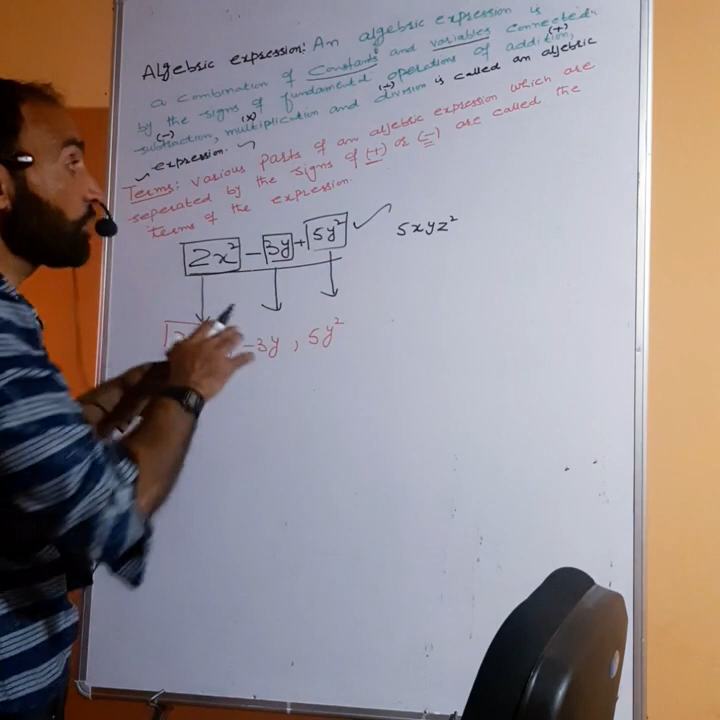 Algebric expression: An algebric expression is
a combination of Constants and variables connected
by the signs of fundamental operations of addition, (+)
(-) (x) (÷)
subtraction, multiplication and division is called an algebric
expression.
Terms: Various parts of an algebric expression which are
seperated by the signs of (+) or (-) are called the
terms of the expression.
2x² - 3y + 5y² 5xyz²
-3y , 5y²